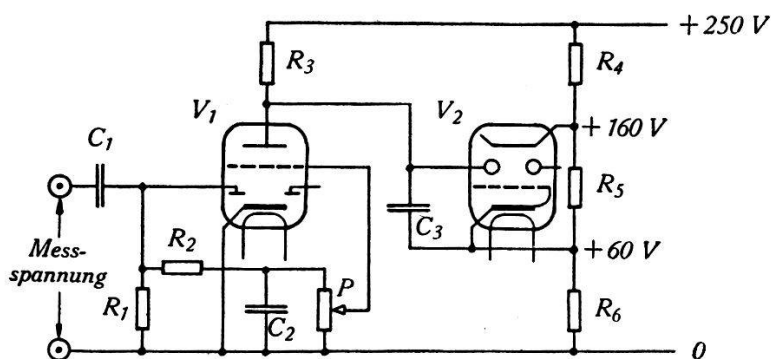 + 250 V
R3
R4
V1
V2
C1
+ 160 V
R5
C3
Mess-
spannung
R2
+ 60 V
P
R1
C2
R6
0